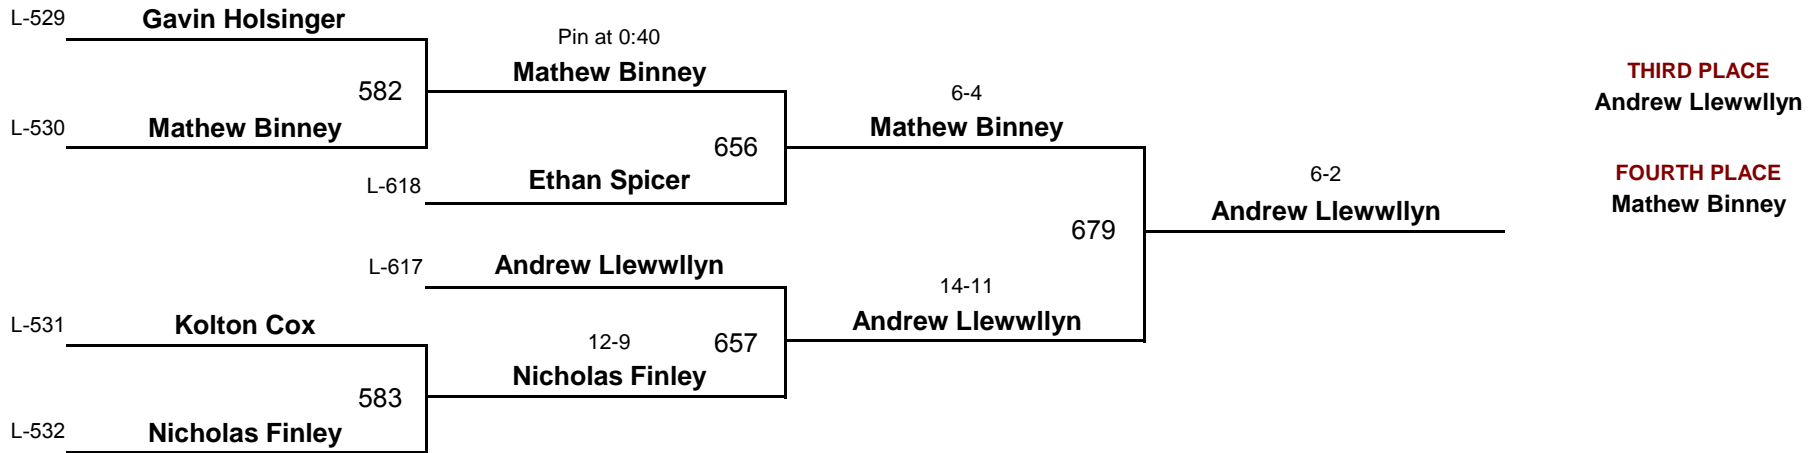 L-529
Gavin Holsinger
Pin at 0:40
Mathew Binney
582
L-530
Mathew Binney
6-4
Mathew Binney
656
L-618
Ethan Spicer
6-2
Andrew Llewwllyn
679
L-617
Andrew Llewwllyn
14-11
Andrew Llewwllyn
L-531
Kolton Cox
12-9
657
Nicholas Finley
583
L-532
Nicholas Finley
THIRD PLACE
Andrew Llewwllyn
FOURTH PLACE
Mathew Binney